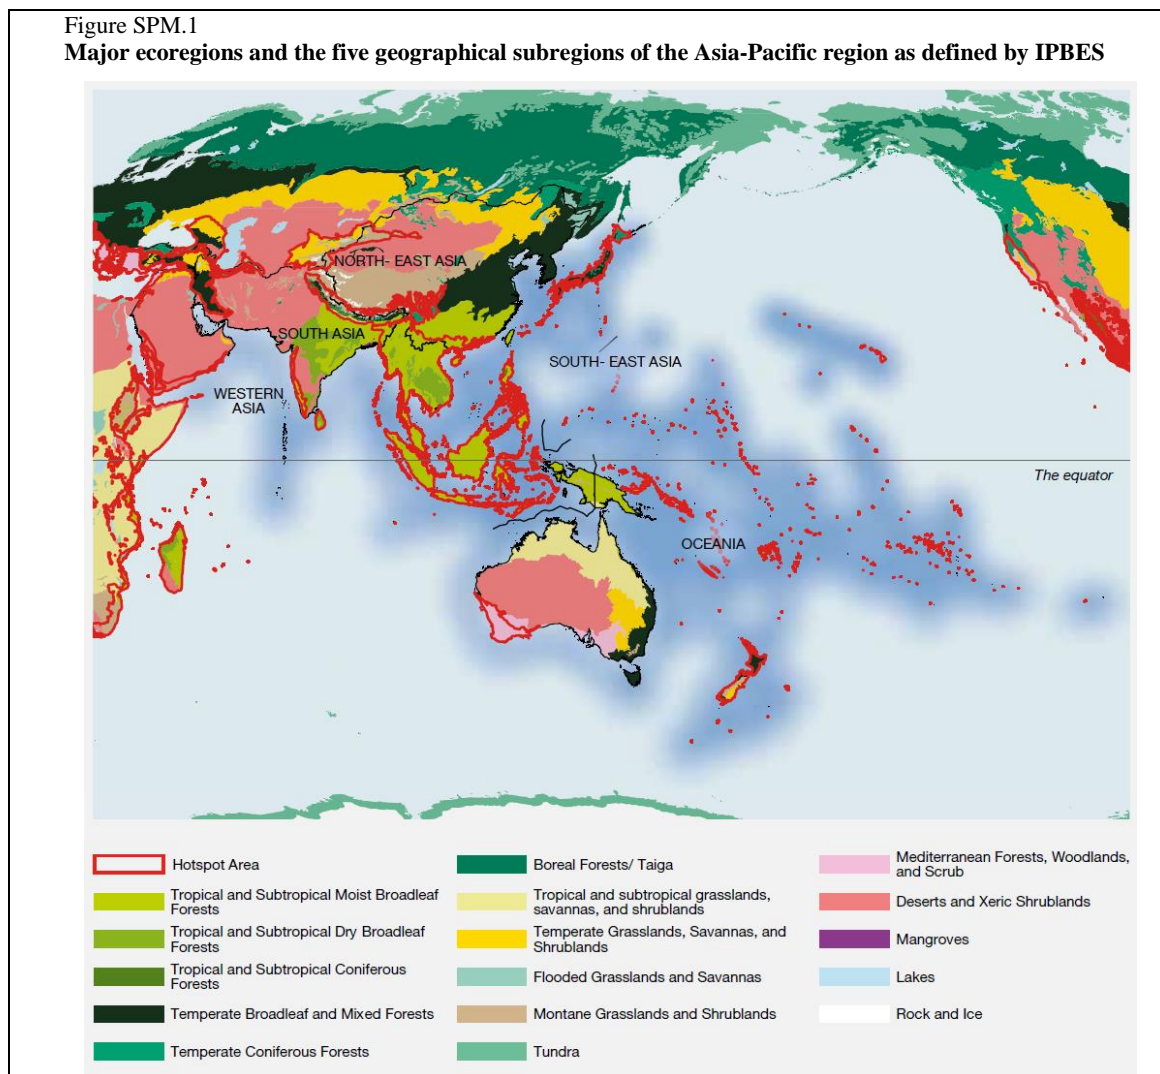 Figure SPM.1
Major ecoregions and the five geographical subregions of the Asia-Pacific region as defined by IPBES
NORTH- EAST ASIA
SOUTH ASIA
SOUTH- EAST ASIA
WESTERN
ASIA
The equator
OCEANIA
Hotspot Area
Tropical and Subtropical Moist Broadleaf
Forests
Tropical and Subtropical Dry Broadleaf
Forests
Tropical and Subtropical Coniferous
Forests
Temperate Broadleaf and Mixed Forests
Temperate Coniferous Forests
Boreal Forests/ Taiga
Tropical and subtropical grasslands,
savannas, and shrublands
Temperate Grasslands, Savannas, and
Shrublands
Flooded Grasslands and Savannas
Montane Grasslands and Shrublands
Tundra
Mediterranean Forests, Woodlands,
and Scrub
Deserts and Xeric Shrublands
Mangroves
Lakes
Rock and Ice